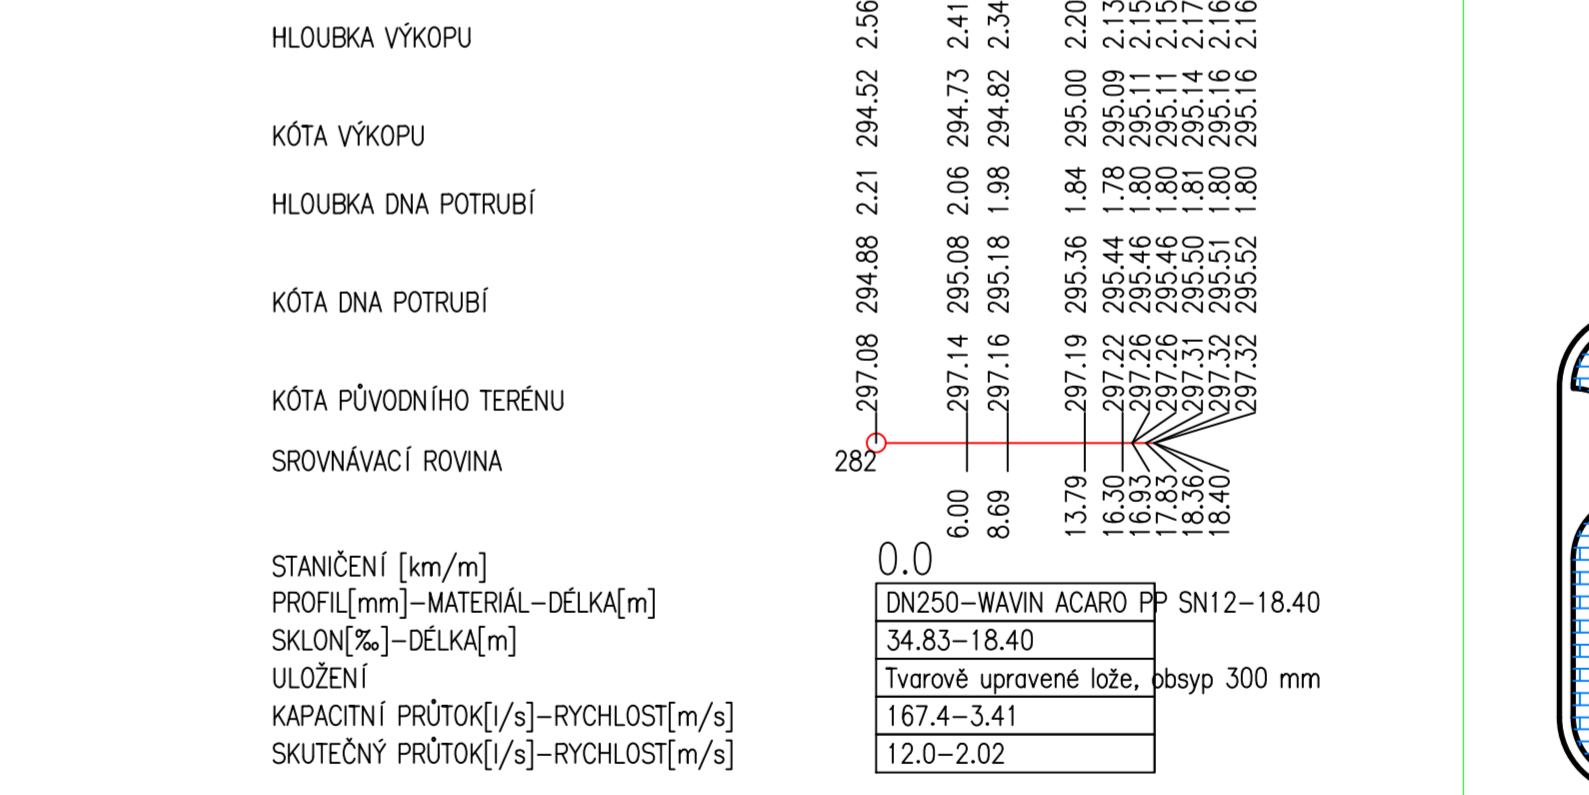 HLOUBKA VÝKOPU 2.56 2.41 2.34 2.20 2.13 2.15 2.15 2.17 2.16 2.16
KÓTA VÝKOPU 294.52 294.73 294.82 295.00 295.09 295.11 295.11 295.14 295.16 295.16
HLOUBKA DNA POTRUBÍ 2.21 2.06 1.98 1.84 1.78 1.80 1.80 1.81 1.80 1.80
KÓTA DNA POTRUBÍ 294.88 295.08 295.18 295.36 295.44 295.46 295.46 295.50 295.51 295.52
KÓTA PŮVODNÍHO TERÉNU 297.08 297.14 297.16 297.19 297.22 297.26 297.26 297.31 297.32 297.32
SROVNÁVACÍ ROVINA 282
6.00 8.69 13.79 16.30 16.93 17.83 18.36 18.40
STANIČENÍ [km/m] 0.0
PROFIL[mm]–MATERIÁL–DÉLKA[m] DN250–WAVIN ACARO PP SN12–18.40
SKLON[‰]–DÉLKA[m] 34.83–18.40
ULOŽENÍ Tvarově upravené lože, obsyp 300 mm
KAPACITNÍ PRŮTOK[l/s]–RYCHLOST[m/s] 167.4–3.41
SKUTEČNÝ PRŮTOK[l/s]–RYCHLOST[m/s] 12.0–2.02